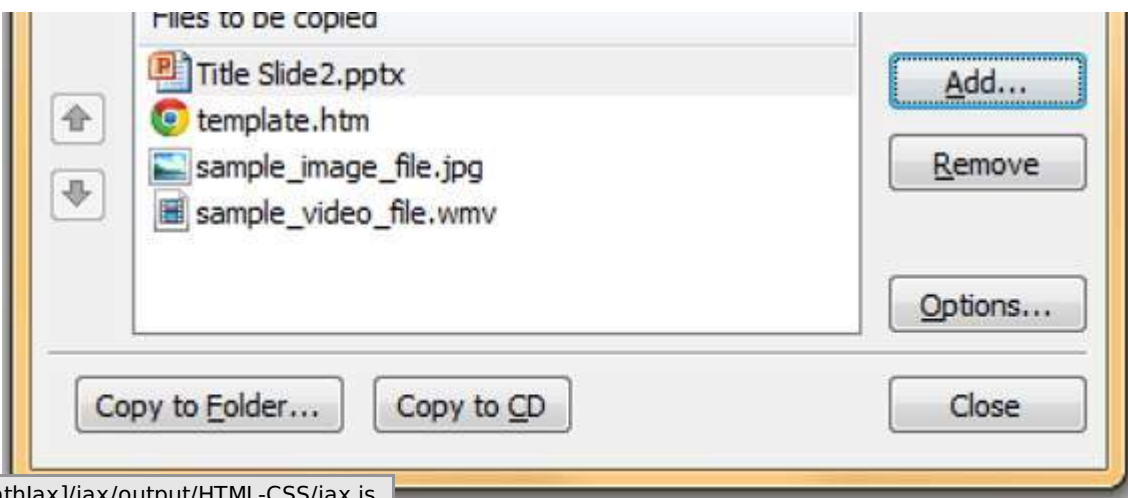 Files to be copied
Title Slide2.pptx
Add...
template.htm
Remove
sample_image_file.jpg
sample_video_file.wmv
Options...
Copy to Folder...
Copy to CD
Close
athJax]/jax/output/HTML-CSS/jax.js